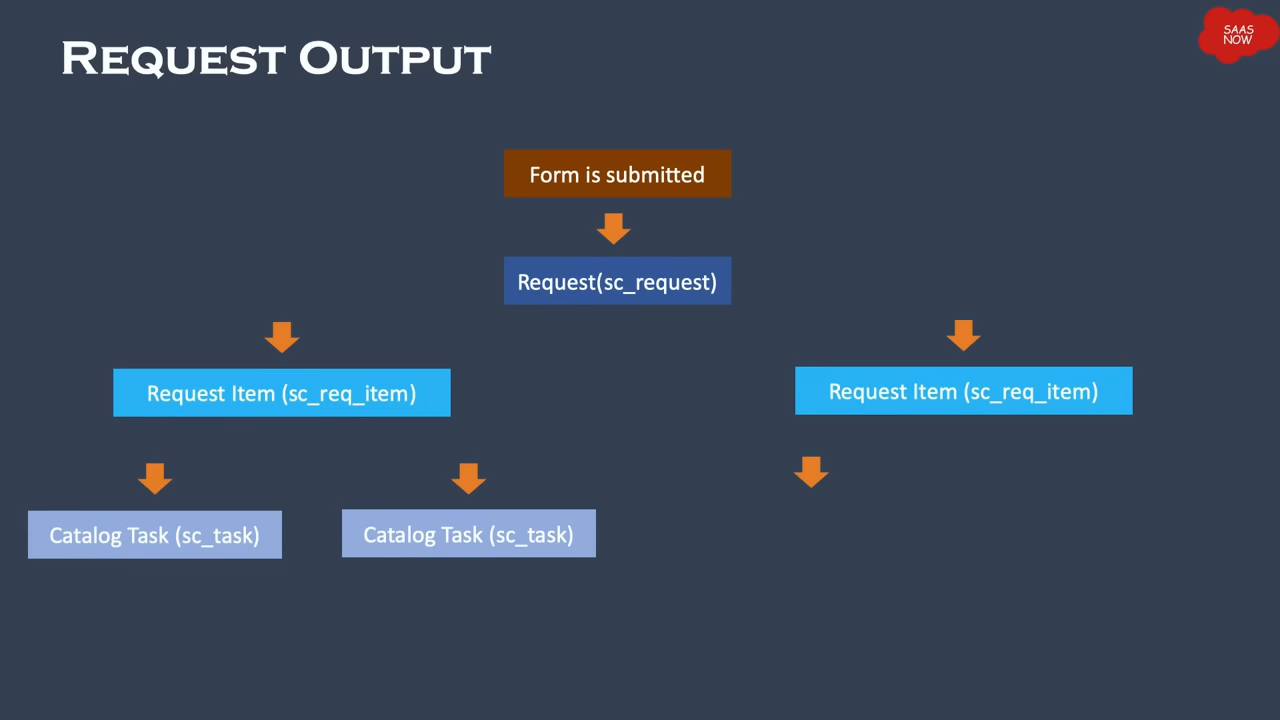 REQUEST OUTPUT
SAAS
NOW
Form is submitted
Request(sc_request)
Request Item (sc_req_item)
Request Item (sc_req_item)
Catalog Task (sc_task)
Catalog Task (sc_task)